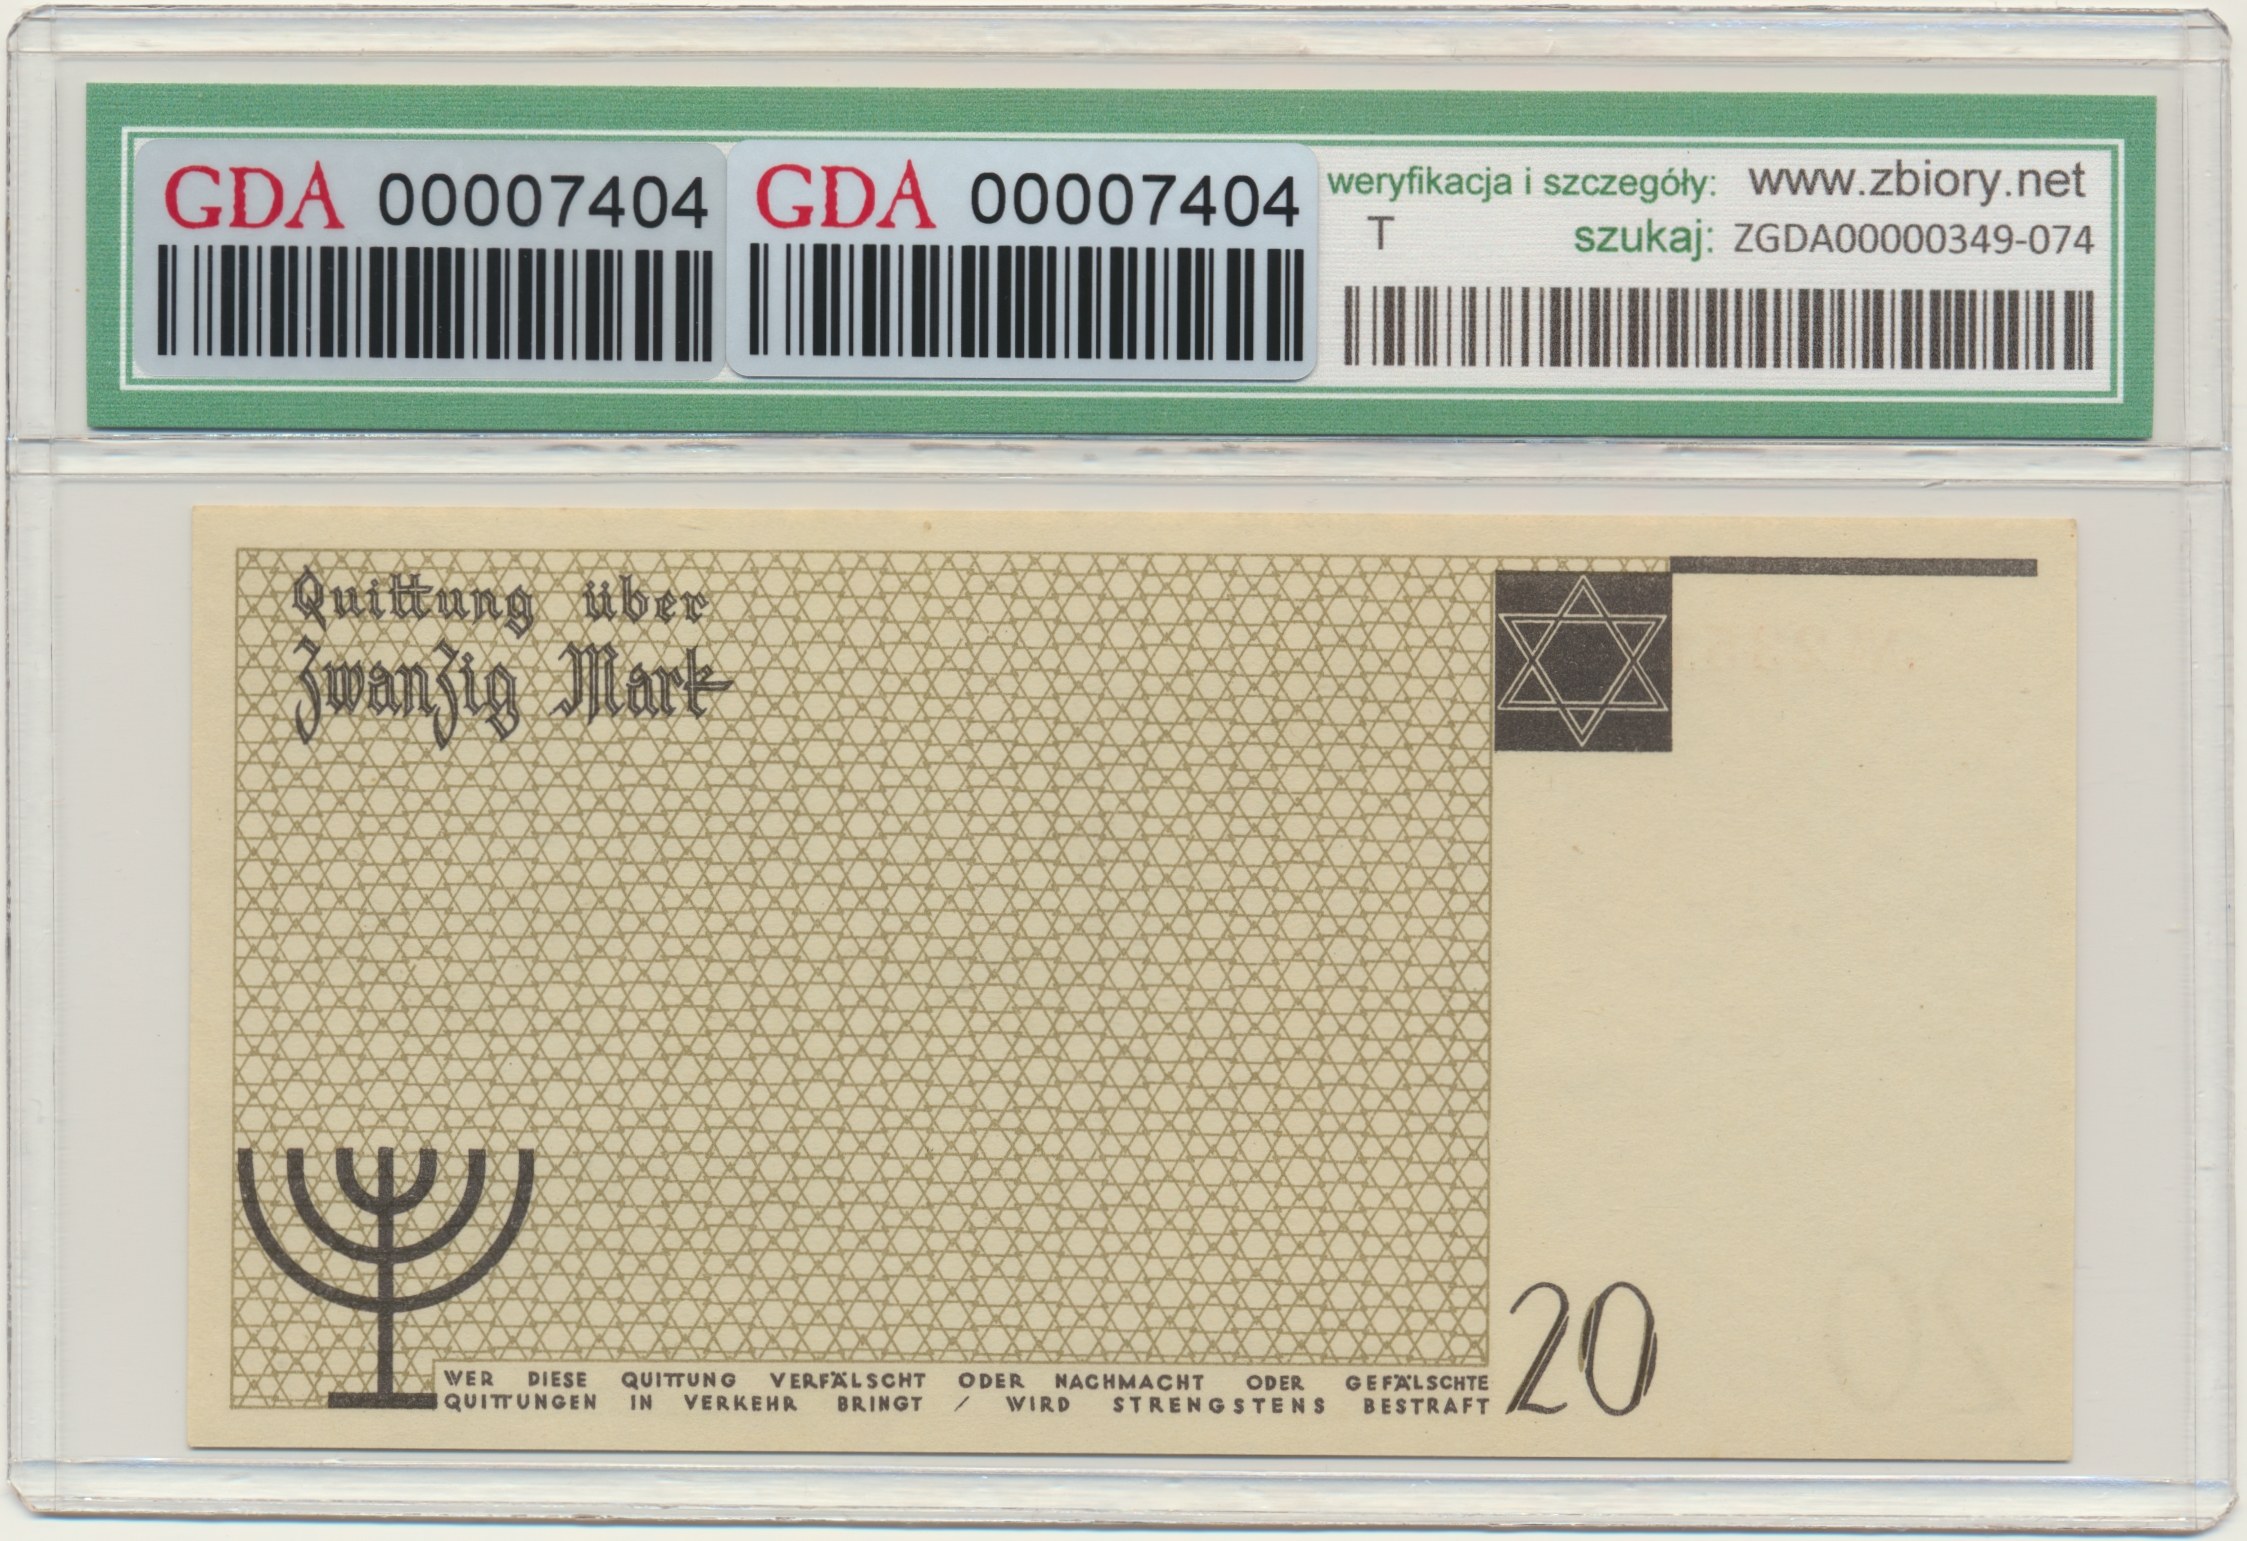 GDA 00007404
GDA 00007404
weryfikacja i szczegóły: www.zbiory.net
T szukaj: ZGDA00000349-074
Quittung über
Zwanzig Mark
WER DIESE QUITTUNG VERFÄLSCHT ODER NACHMACHT ODER GEFÄLSCHTE
QUITTUNGEN IN VERKEHR BRINGT / WIRD STRENGSTENS BESTRAFT
20